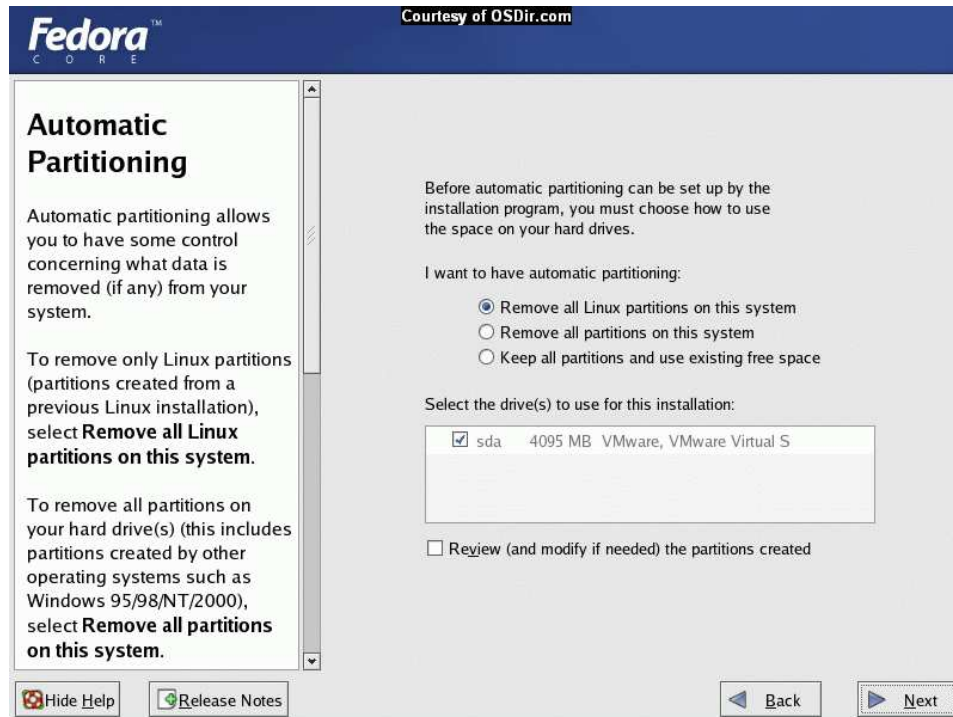 Courtesy of OSDir.com
Fedora™
CORE
Automatic
Partitioning
Automatic partitioning allows
you to have some control
concerning what data is
removed (if any) from your
system.
To remove only Linux partitions
(partitions created from a
previous Linux installation),
select Remove all Linux
partitions on this system.
To remove all partitions on
your hard drive(s) (this includes
partitions created by other
operating systems such as
Windows 95/98/NT/2000),
select Remove all partitions
on this system.
Before automatic partitioning can be set up by the
installation program, you must choose how to use
the space on your hard drives.
I want to have automatic partitioning:
Remove all Linux partitions on this system
Remove all partitions on this system
Keep all partitions and use existing free space
Select the drive(s) to use for this installation:
sda 4095 MB VMware, VMware Virtual S
Review (and modify if needed) the partitions created
Hide Help
Release Notes
Back
Next